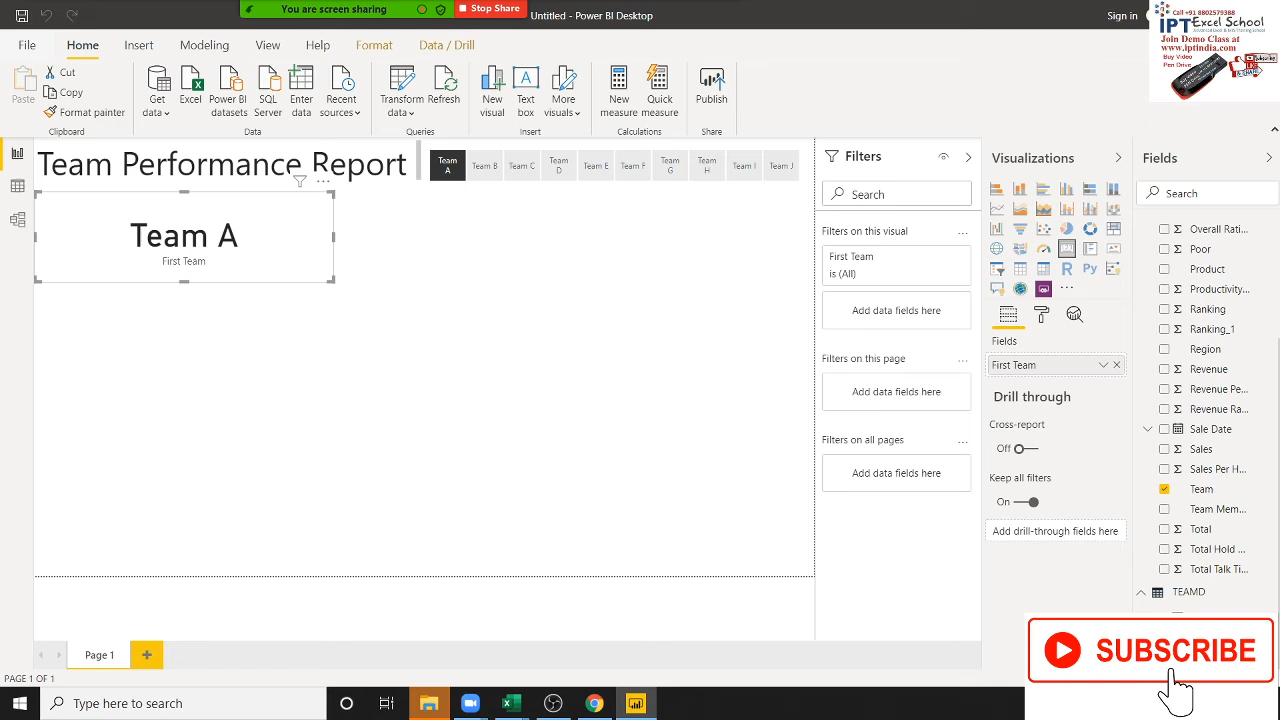 You are screen sharing
Stop Share
Untitled - Power BI Desktop
Sign in
Call +91 8802579388
IPT Excel School
Advanced Excel & MIS Training School
Join Demo Class at
www.iptindia.com
Buy Video
Pen Drive
File
Home
Insert
Modeling
View
Help
Format
Data / Drill
Paste
Cut
Copy
Format painter
Clipboard
Get data
Excel
Power BI datasets
SQL Server
Enter data
Recent sources
Data
Transform data
Refresh
Queries
New visual
Text box
More visuals
Insert
New measure
Quick measure
Calculations
Publish
Share
Team Performance Report
Team A
Team B
Team C
Team D
Team E
Team F
Team G
Team H
Team I
Team J
Team A
First Team
Filters
Search
Filters on this visual
First Team
is (All)
Add data fields here
Filters on this page
Add data fields here
Filters on all pages
Add data fields here
Visualizations
R
Py
Fields
First Team
Drill through
Cross-report
Off
Keep all filters
On
Add drill-through fields here
Fields
Search
Overall Rati...
Poor
Product
Productivity...
Ranking
Ranking_1
Region
Revenue
Revenue Pe...
Revenue Ra...
Sale Date
Sales
Sales Per H...
Team
Team Mem...
Total
Total Hold ...
Total Talk Ti...
TEAMD
SUBSCRIBE
Page 1
PAGE 1 OF 1
Type here to search